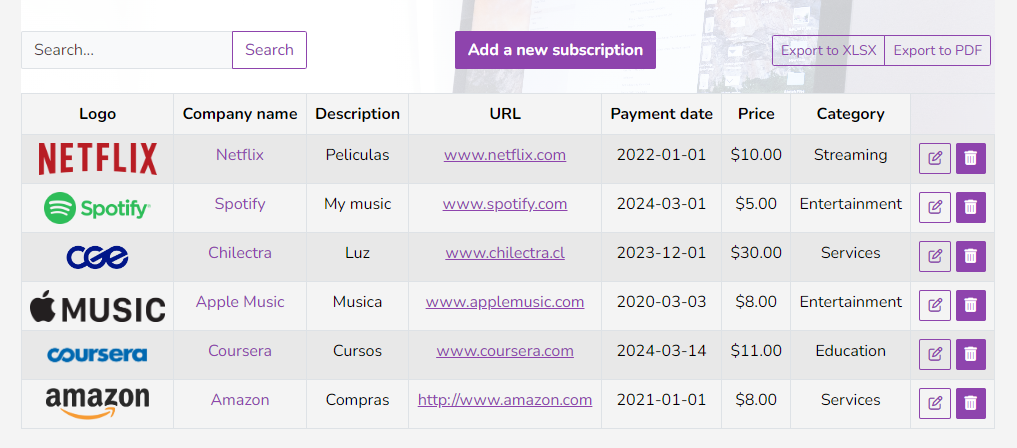 Search... Search Add a new subscription Export to XLSX Export to PDF
Logo Company name Description URL Payment date Price Category
NETFLIX Netflix Peliculas www.netflix.com 2022-01-01 $10.00 Streaming
Spotify Spotify My music www.spotify.com 2024-03-01 $5.00 Entertainment
CGE Chilectra Luz www.chilectra.cl 2023-12-01 $30.00 Services
MUSIC Apple Music Musica www.applemusic.com 2020-03-03 $8.00 Entertainment
coursera Coursera Cursos www.coursera.com 2024-03-14 $11.00 Education
amazon Amazon Compras http://www.amazon.com 2021-01-01 $8.00 Services